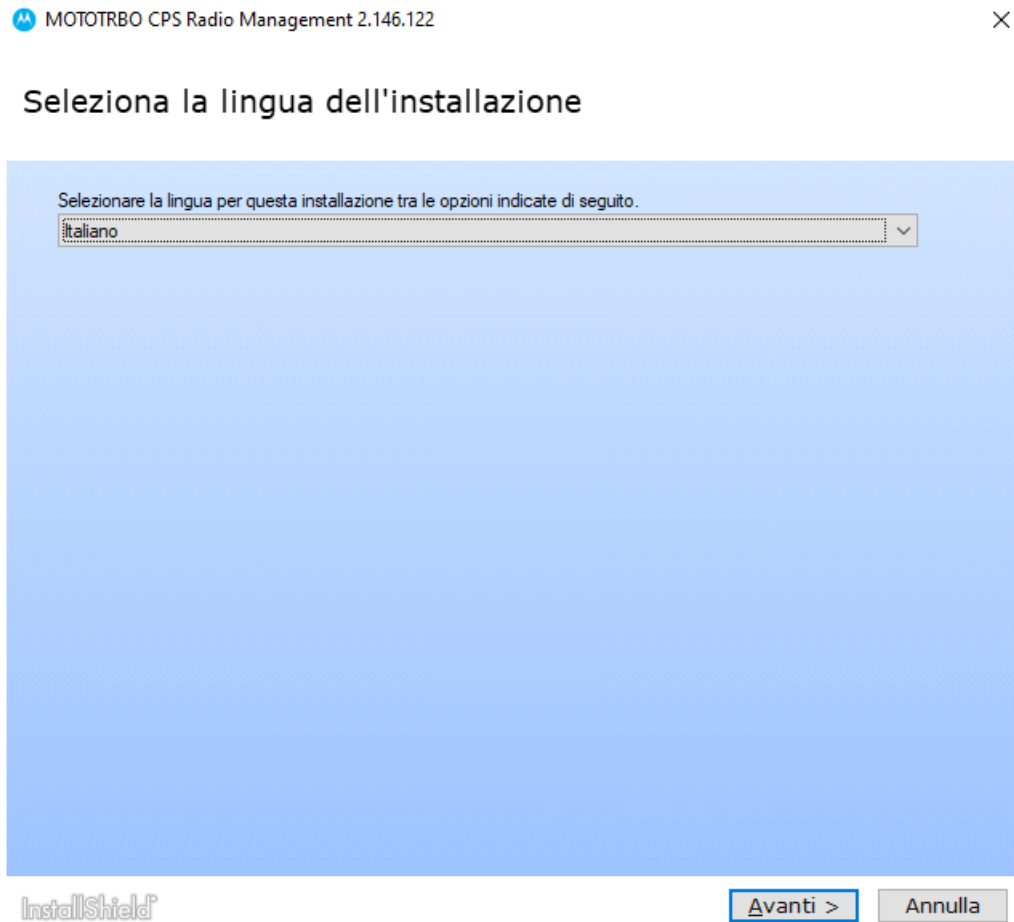 MOTOTRBO CPS Radio Management 2.146.122
Seleziona la lingua dell'installazione
Selezionare la lingua per questa installazione tra le opzioni indicate di seguito.
Italiano
InstallShield
Avanti >
Annulla